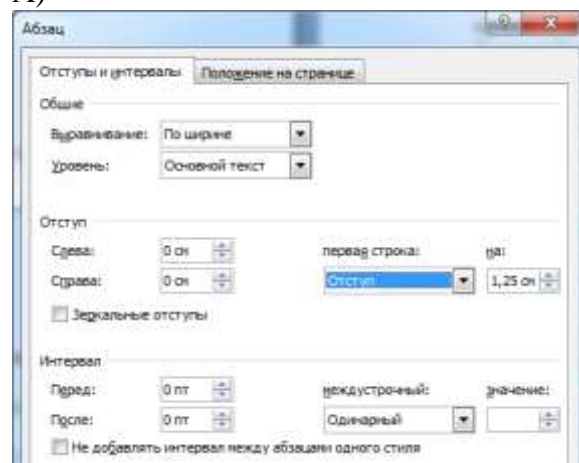 А)
Абзац
Отступы и интервалы Положение на странице
Общие
Выравнивание: По ширине
Уровень: Основной текст
Отступ
Слева: 0 см первая строка: на:
Справа: 0 см Отступ 1,25 см
Зеркальные отступы
Интервал
Перед: 0 пт междустрочный: значение:
После: 0 пт Одинарный
Не добавлять интервал между абзацами одного стиля